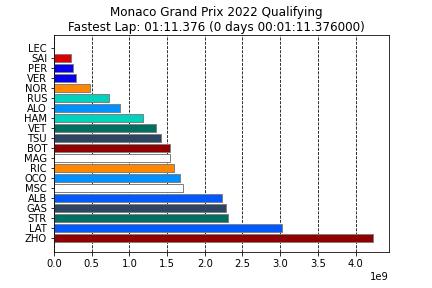 Monaco Grand Prix 2022 Qualifying
Fastest Lap: 01:11.376 (0 days 00:01:11.376000)
LEC
SAI
PER
VER
NOR
RUS
ALO
HAM
VET
TSU
BOT
MAG
RIC
OCO
MSC
ALB
GAS
STR
LAT
ZHO
0.0 0.5 1.0 1.5 2.0 2.5 3.0 3.5 4.0
1e9